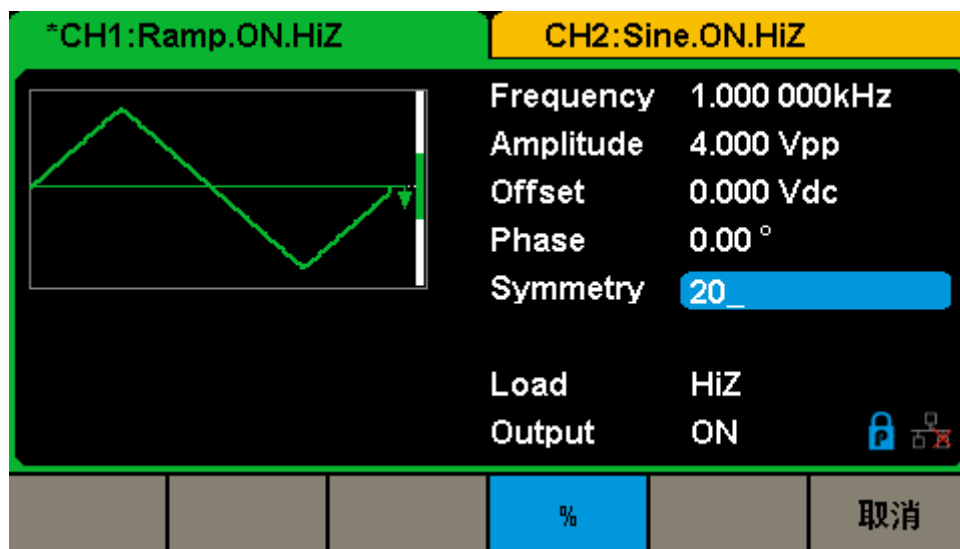 *CH1:Ramp.ON.HiZ CH2:Sine.ON.HiZ
Frequency 1.000 000kHz
Amplitude 4.000 Vpp
Offset 0.000 Vdc
Phase 0.00 °
Symmetry 20_
Load HiZ
Output ON
% 取消